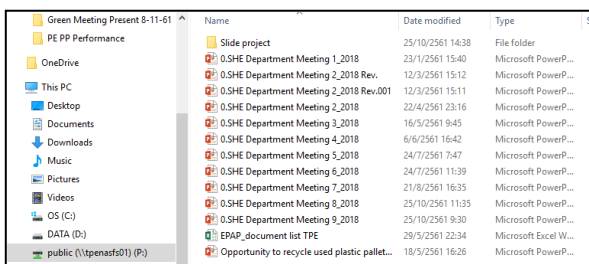 Green Meeting Present 8-11-61
PE PP Performance
OneDrive
This PC
Desktop
Documents
Downloads
Music
Pictures
Videos
OS (C:)
DATA (D:)
public (\\tpenasfs01) (P:)
Name Date modified Type S
Slide project 25/10/2561 14:38 File folder
0.SHE Department Meeting 1_2018 23/1/2561 15:40 Microsoft PowerP...
0.SHE Department Meeting 2_2018 Rev. 12/3/2561 15:12 Microsoft PowerP...
0.SHE Department Meeting 2_2018 Rev.001 12/3/2561 15:11 Microsoft PowerP...
0.SHE Department Meeting 2_2018 22/4/2561 23:16 Microsoft PowerP...
0.SHE Department Meeting 3_2018 16/5/2561 9:45 Microsoft PowerP...
0.SHE Department Meeting 4_2018 6/6/2561 16:42 Microsoft PowerP...
0.SHE Department Meeting 5_2018 24/7/2561 7:47 Microsoft PowerP...
0.SHE Department Meeting 6_2018 24/7/2561 11:39 Microsoft PowerP...
0.SHE Department Meeting 7_2018 21/8/2561 16:35 Microsoft PowerP...
0.SHE Department Meeting 8_2018 25/10/2561 11:35 Microsoft PowerP...
0.SHE Department Meeting 9_2018 25/10/2561 9:30 Microsoft PowerP...
EPAP_document list TPE 29/5/2561 22:34 Microsoft Excel W...
Opportunity to recycle used plastic pallet... 18/5/2561 16:26 Microsoft PowerP...